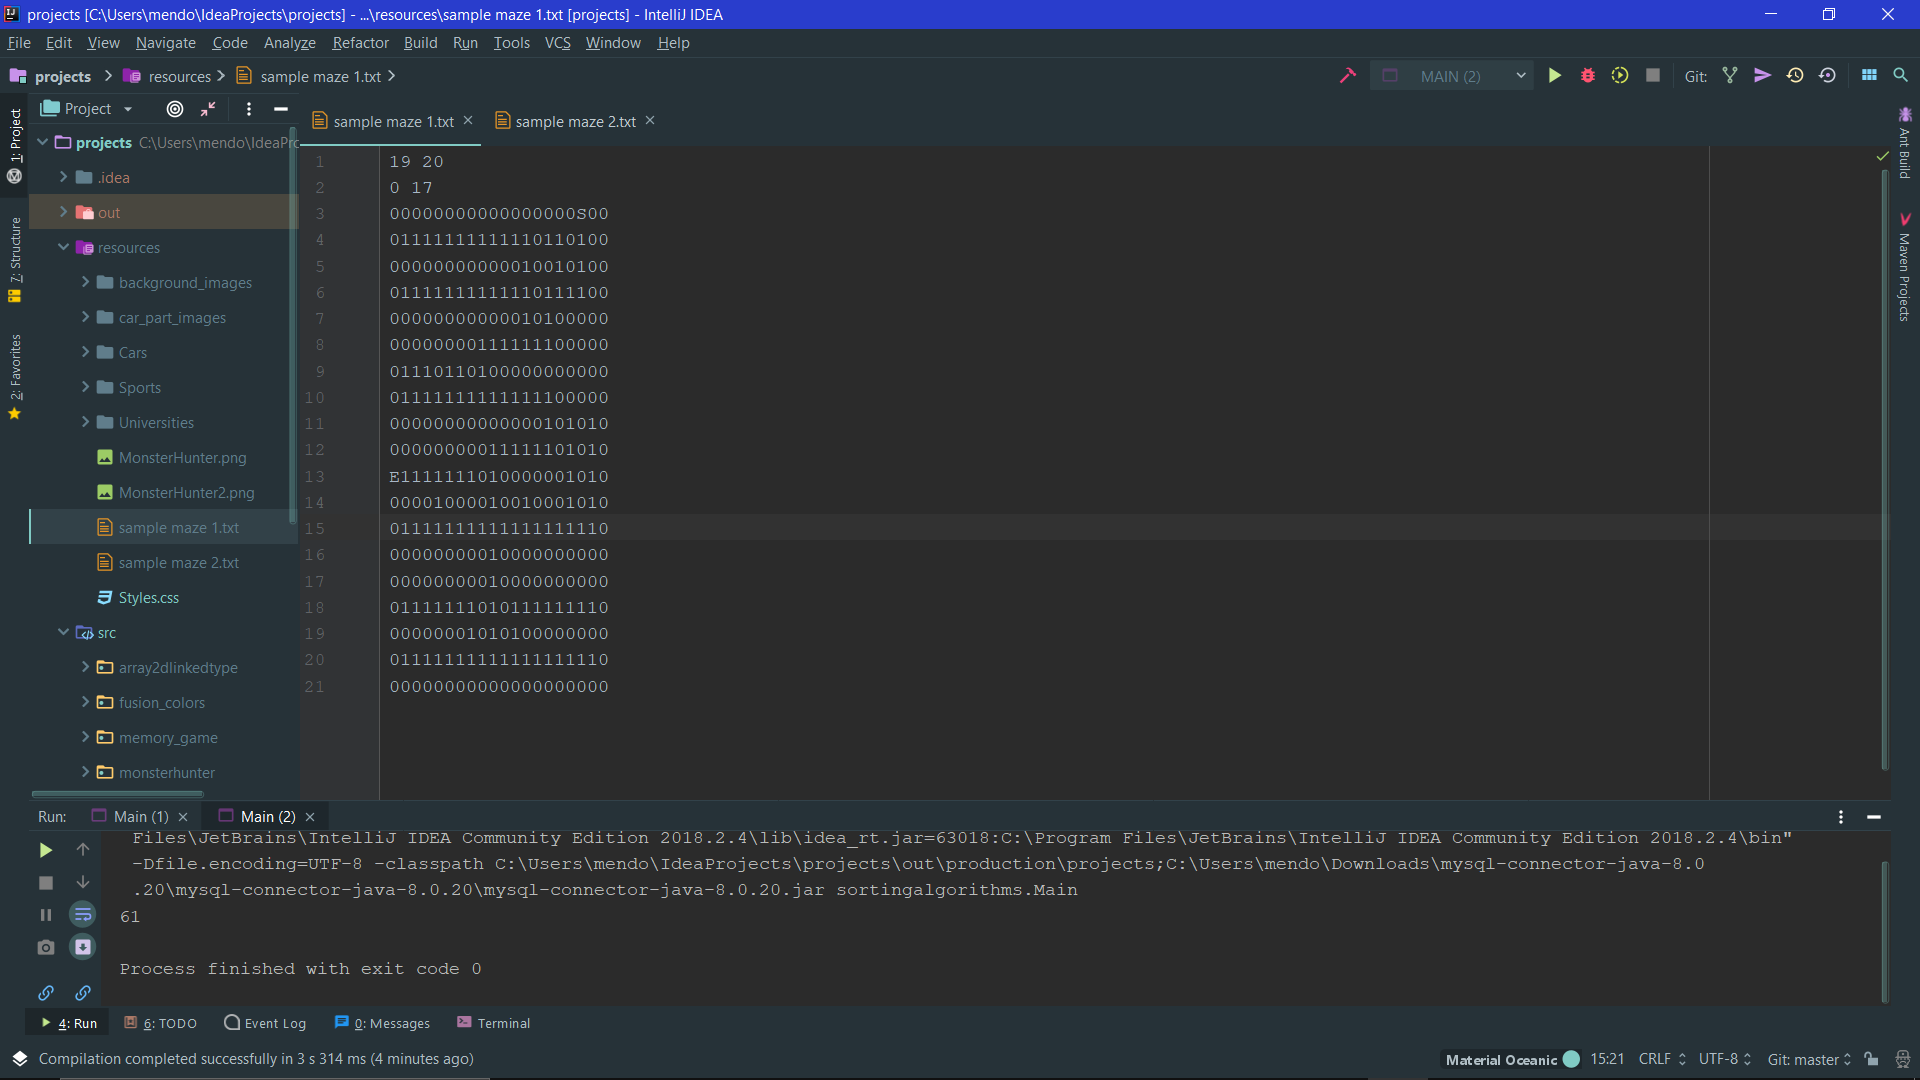 projects [C:\Users\mendo\IdeaProjects\projects] - ...\resources\sample maze 1.txt [projects] - IntelliJ IDEA
File Edit View Navigate Code Analyze Refactor Build Run Tools VCS Window Help
projects resources sample maze 1.txt MAIN (2) Git:
1: Project
7: Structure
2: Favorites
Project
projects C:\Users\mendo\IdeaPro
.idea
out
resources
background_images
car_part_images
Cars
Sports
Universities
MonsterHunter.png
MonsterHunter2.png
sample maze 1.txt
sample maze 2.txt
Styles.css
src
array2dlinkedtype
fusion_colors
memory_game
monsterhunter
sample maze 1.txt sample maze 2.txt
1 19 20
2 0 17
3 00000000000000000S00
4 01111111111110110100
5 00000000000010010100
6 01111111111110111100
7 00000000000010100000
8 00000000111111100000
9 01110110100000000000
10 01111111111111100000
11 00000000000000101010
12 00000000011111101010
13 E1111111010000001010
14 00001000010010001010
15 01111111111111111110
16 00000000010000000000
17 00000000010000000000
18 01111111010111111110
19 00000001010100000000
20 01111111111111111110
21 00000000000000000000
Ant Build
Maven Projects
Run: Main (1) Main (2)
Files\JetBrains\IntelliJ IDEA Community Edition 2018.2.4\lib\idea_rt.jar=63018:C:\Program Files\JetBrains\IntelliJ IDEA Community Edition 2018.2.4\bin"
-Dfile.encoding=UTF-8 -classpath C:\Users\mendo\IdeaProjects\projects\out\production\projects;C:\Users\mendo\Downloads\mysql-connector-java-8.0
.20\mysql-connector-java-8.0.20\mysql-connector-java-8.0.20.jar sortingalgorithms.Main
61
Process finished with exit code 0
4: Run 6: TODO Event Log 0: Messages Terminal
Compilation completed successfully in 3 s 314 ms (4 minutes ago) Material Oceanic 15:21 CRLF UTF-8 Git: master